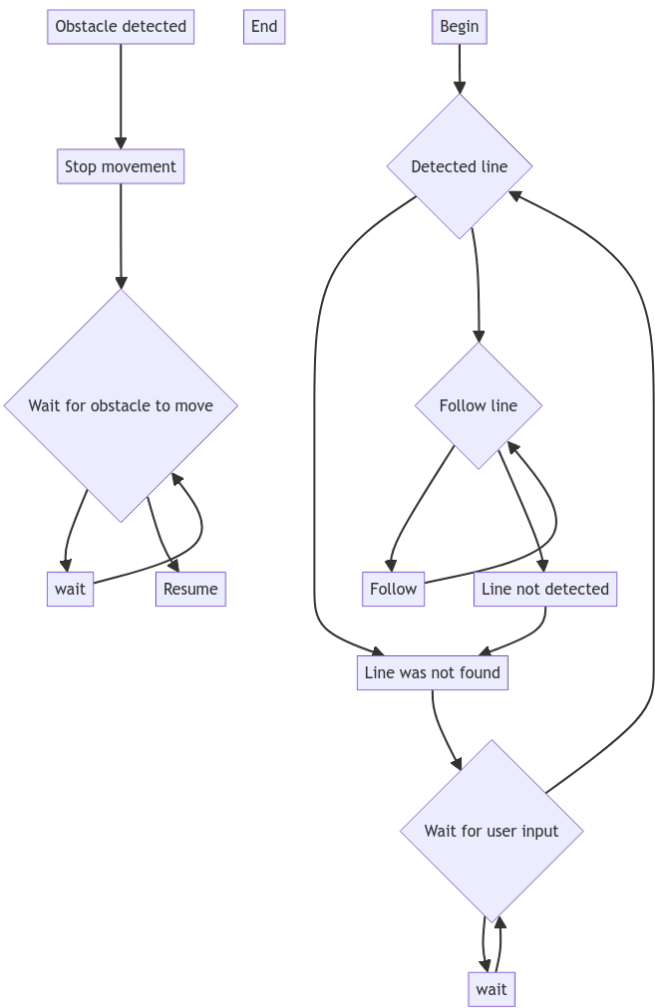 Obstacle detected
End
Begin
Stop movement
Detected line
Wait for obstacle to move
Follow line
wait
Resume
Follow
Line not detected
Line was not found
Wait for user input
wait